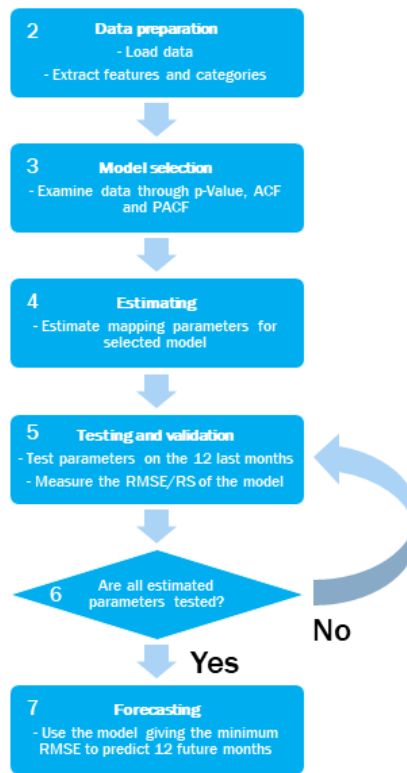 2 Data preparation
- Load data
- Extract features and categories
3 Model selection
- Examine data through p-Value, ACF
and PACF
4 Estimating
- Estimate mapping parameters for
selected model
5 Testing and validation
- Test parameters on the 12 last months
- Measure the RMSE/RS of the model
6 Are all estimated
parameters tested?
No
Yes
7 Forecasting
- Use the model giving the minimum
RMSE to predict 12 future months